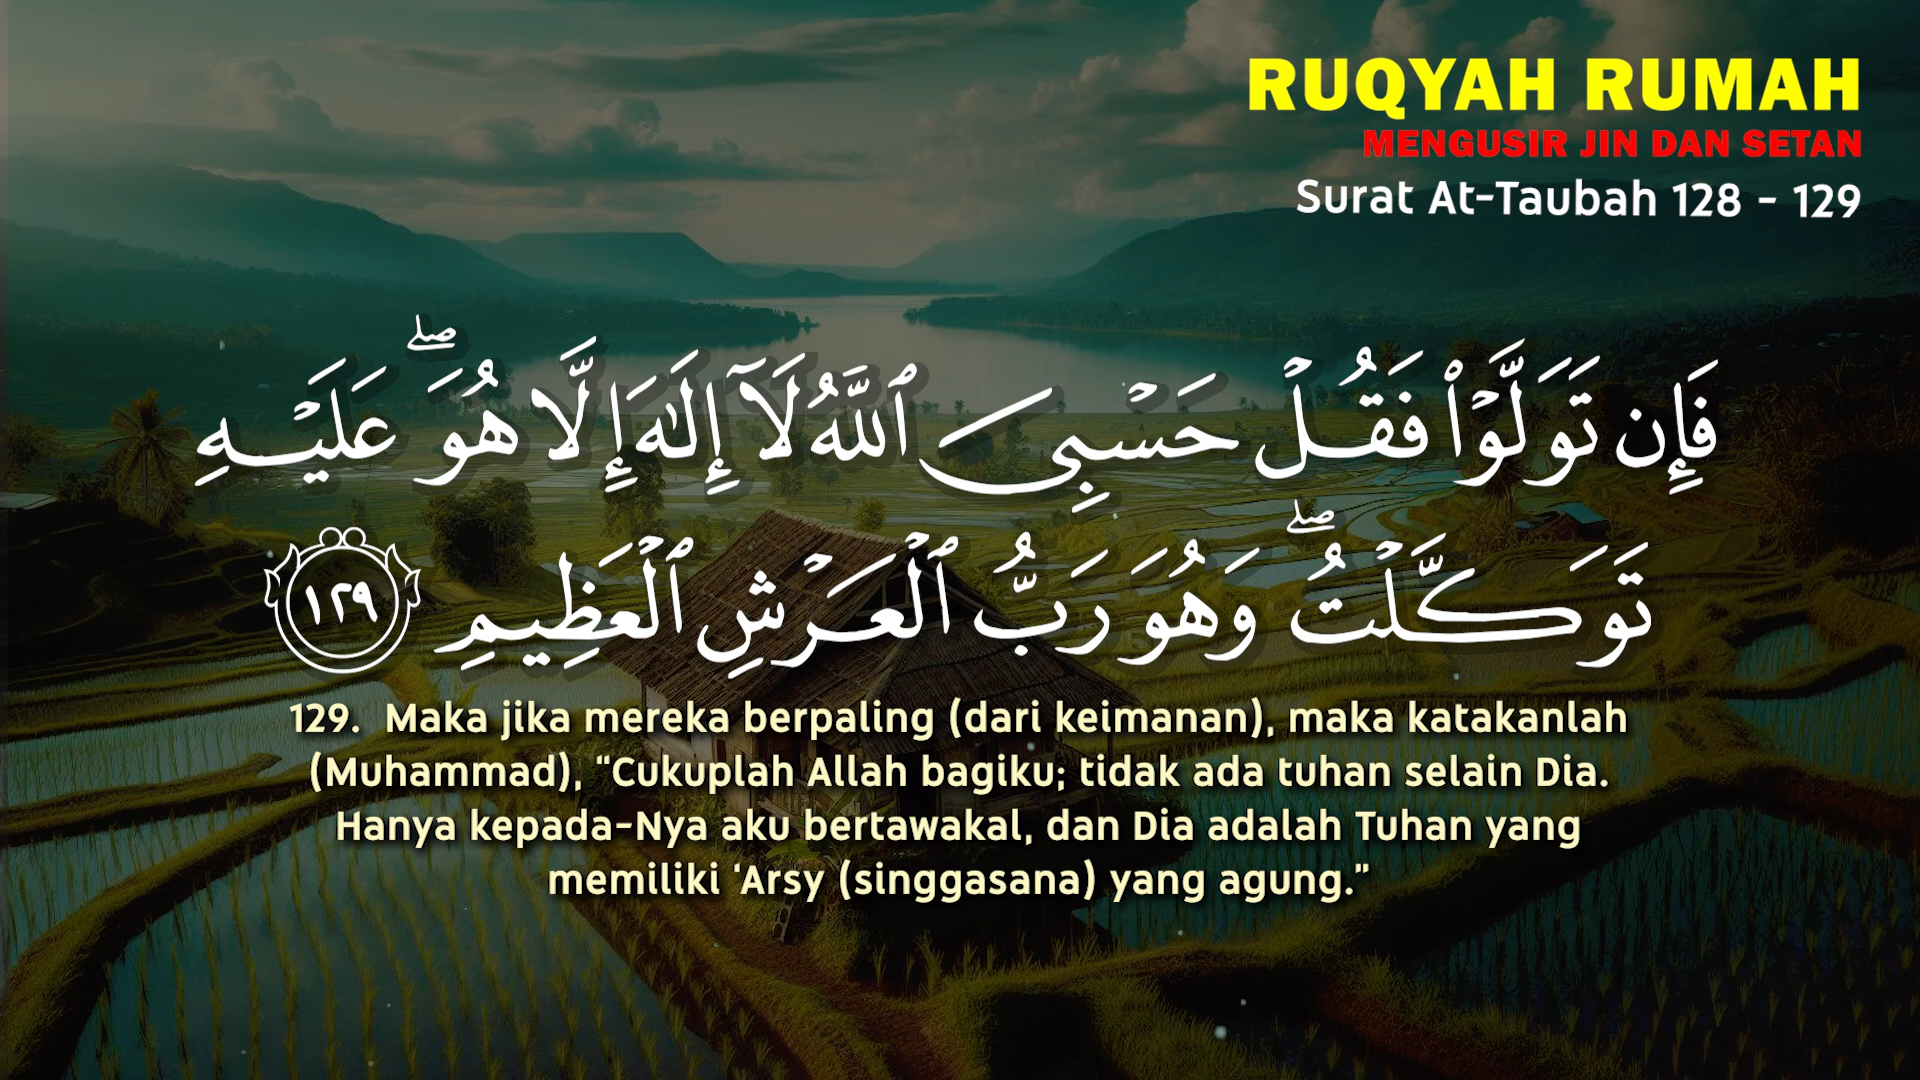 RUQYAH RUMAH
MENGUSIR JIN DAN SETAN
Surat At-Taubah 128 - 129
فَإِن تَوَلَّوْا۟ فَقُلْ حَسْبِىَ ٱللَّهُ لَآ إِلَٰهَ إِلَّا هُوَ ۖ عَلَيْهِ
تَوَكَّلْتُ ۖ وَهُوَ رَبُّ ٱلْعَرْشِ ٱلْعَظِيمِ ١٢٩
129. Maka jika mereka berpaling (dari keimanan), maka katakanlah
(Muhammad), “Cukuplah Allah bagiku; tidak ada tuhan selain Dia.
Hanya kepada-Nya aku bertawakal, dan Dia adalah Tuhan yang
memiliki ‘Arsy (singgasana) yang agung.”